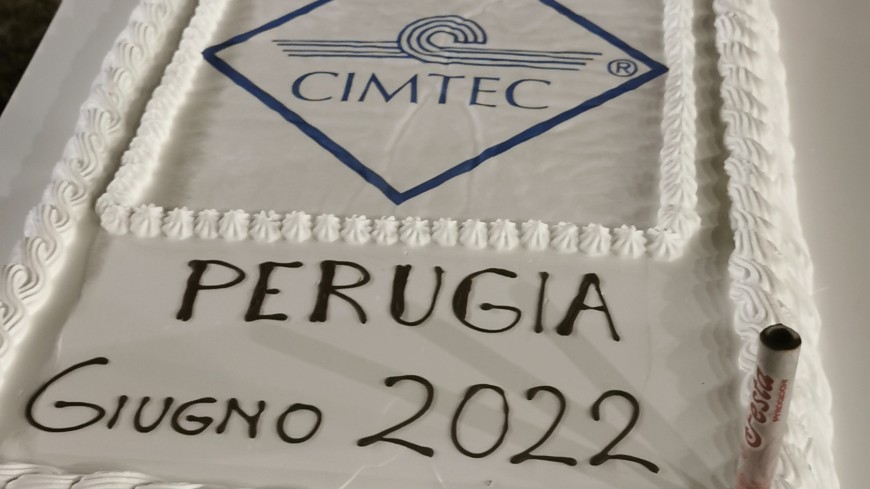 CIMTEC ®
PERUGIA
GIUGNO 2022